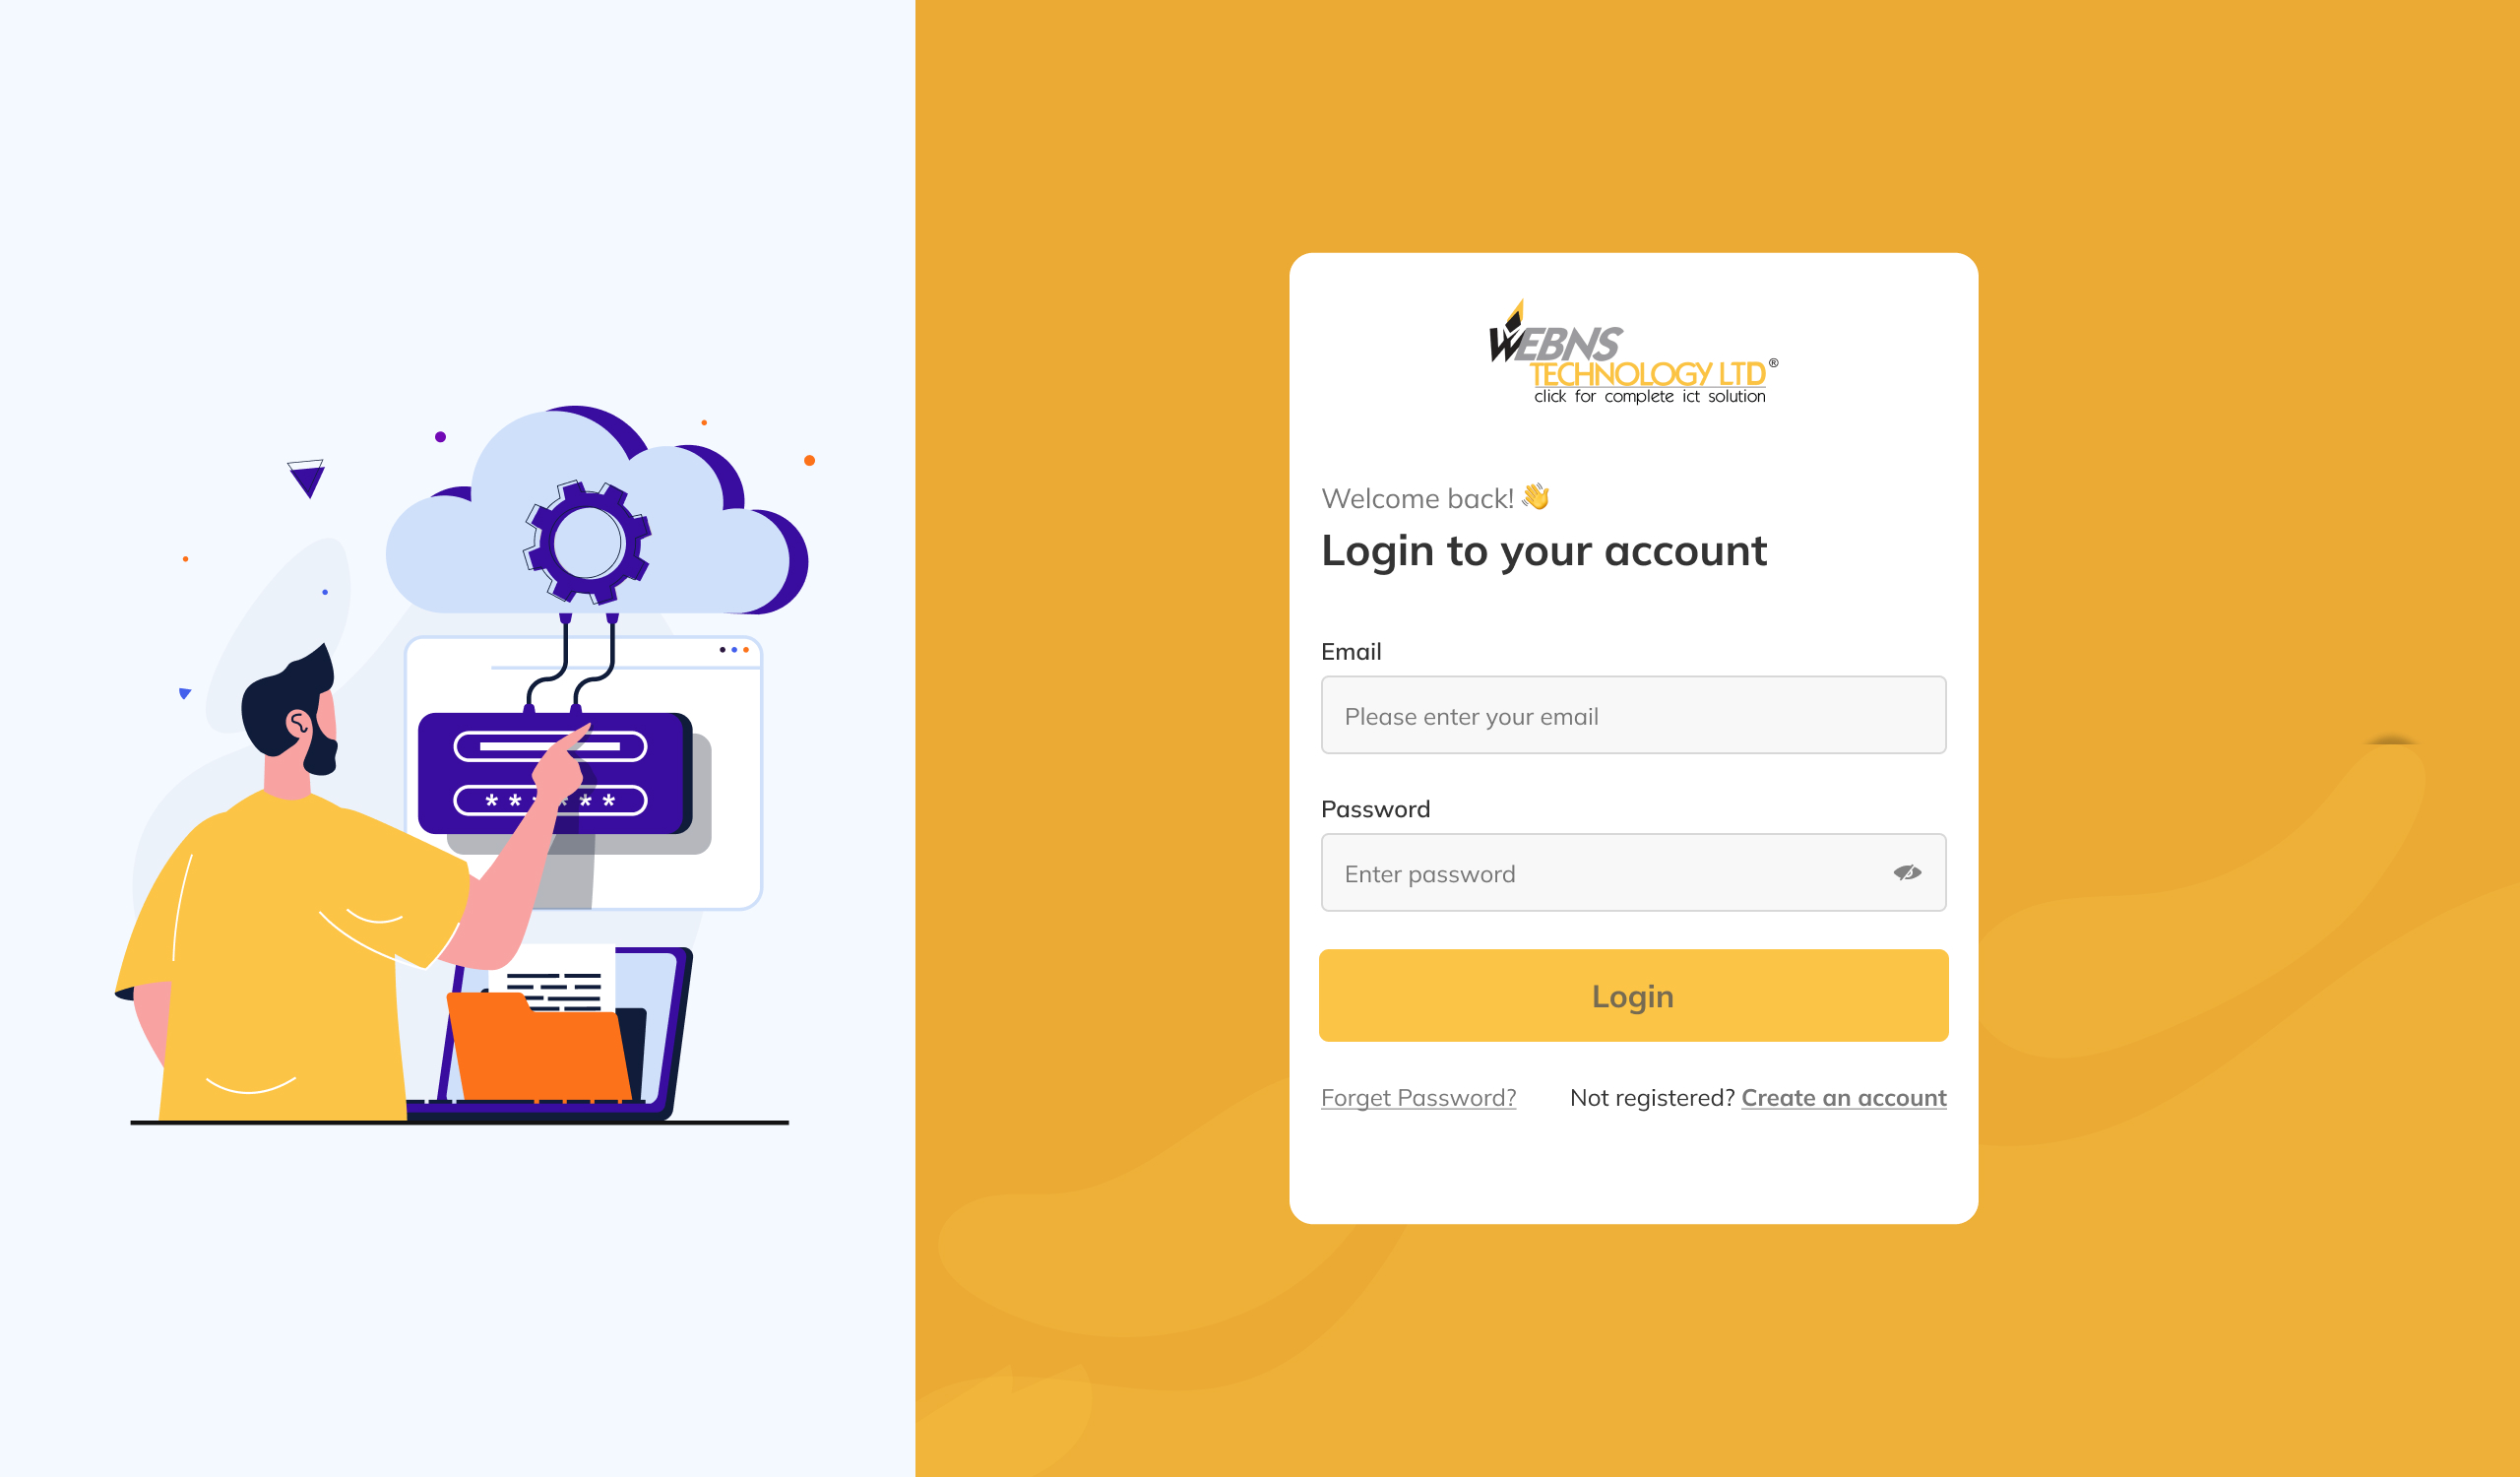 WEBNS
TECHNOLOGY LTD®
click for complete ict solution
Welcome back! 👋
Login to your account
Email
Please enter your email
Password
Enter password
Login
Forget Password? Not registered? Create an account
******